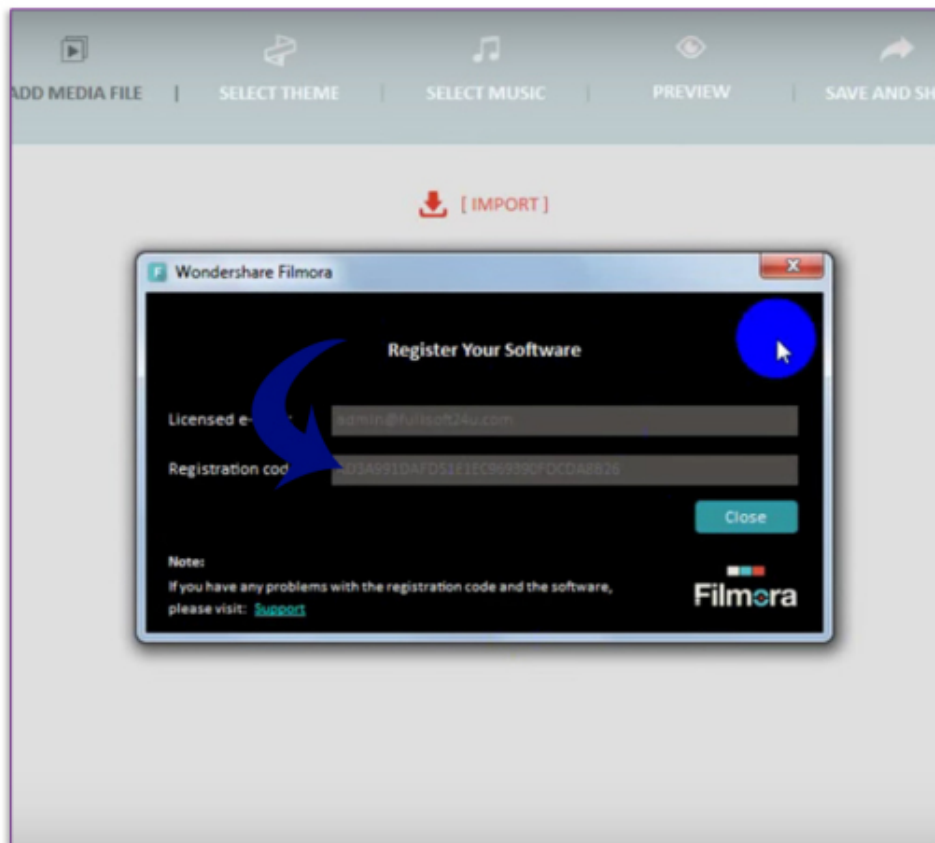 ADD MEDIA FILE | SELECT THEME | SELECT MUSIC | PREVIEW | SAVE AND SH
[ IMPORT ]
Wondershare Filmora
Register Your Software
Licensed
Registration
Close
Note:
If you have any problems with the registration code and the software,
please visit: Support
Filmora